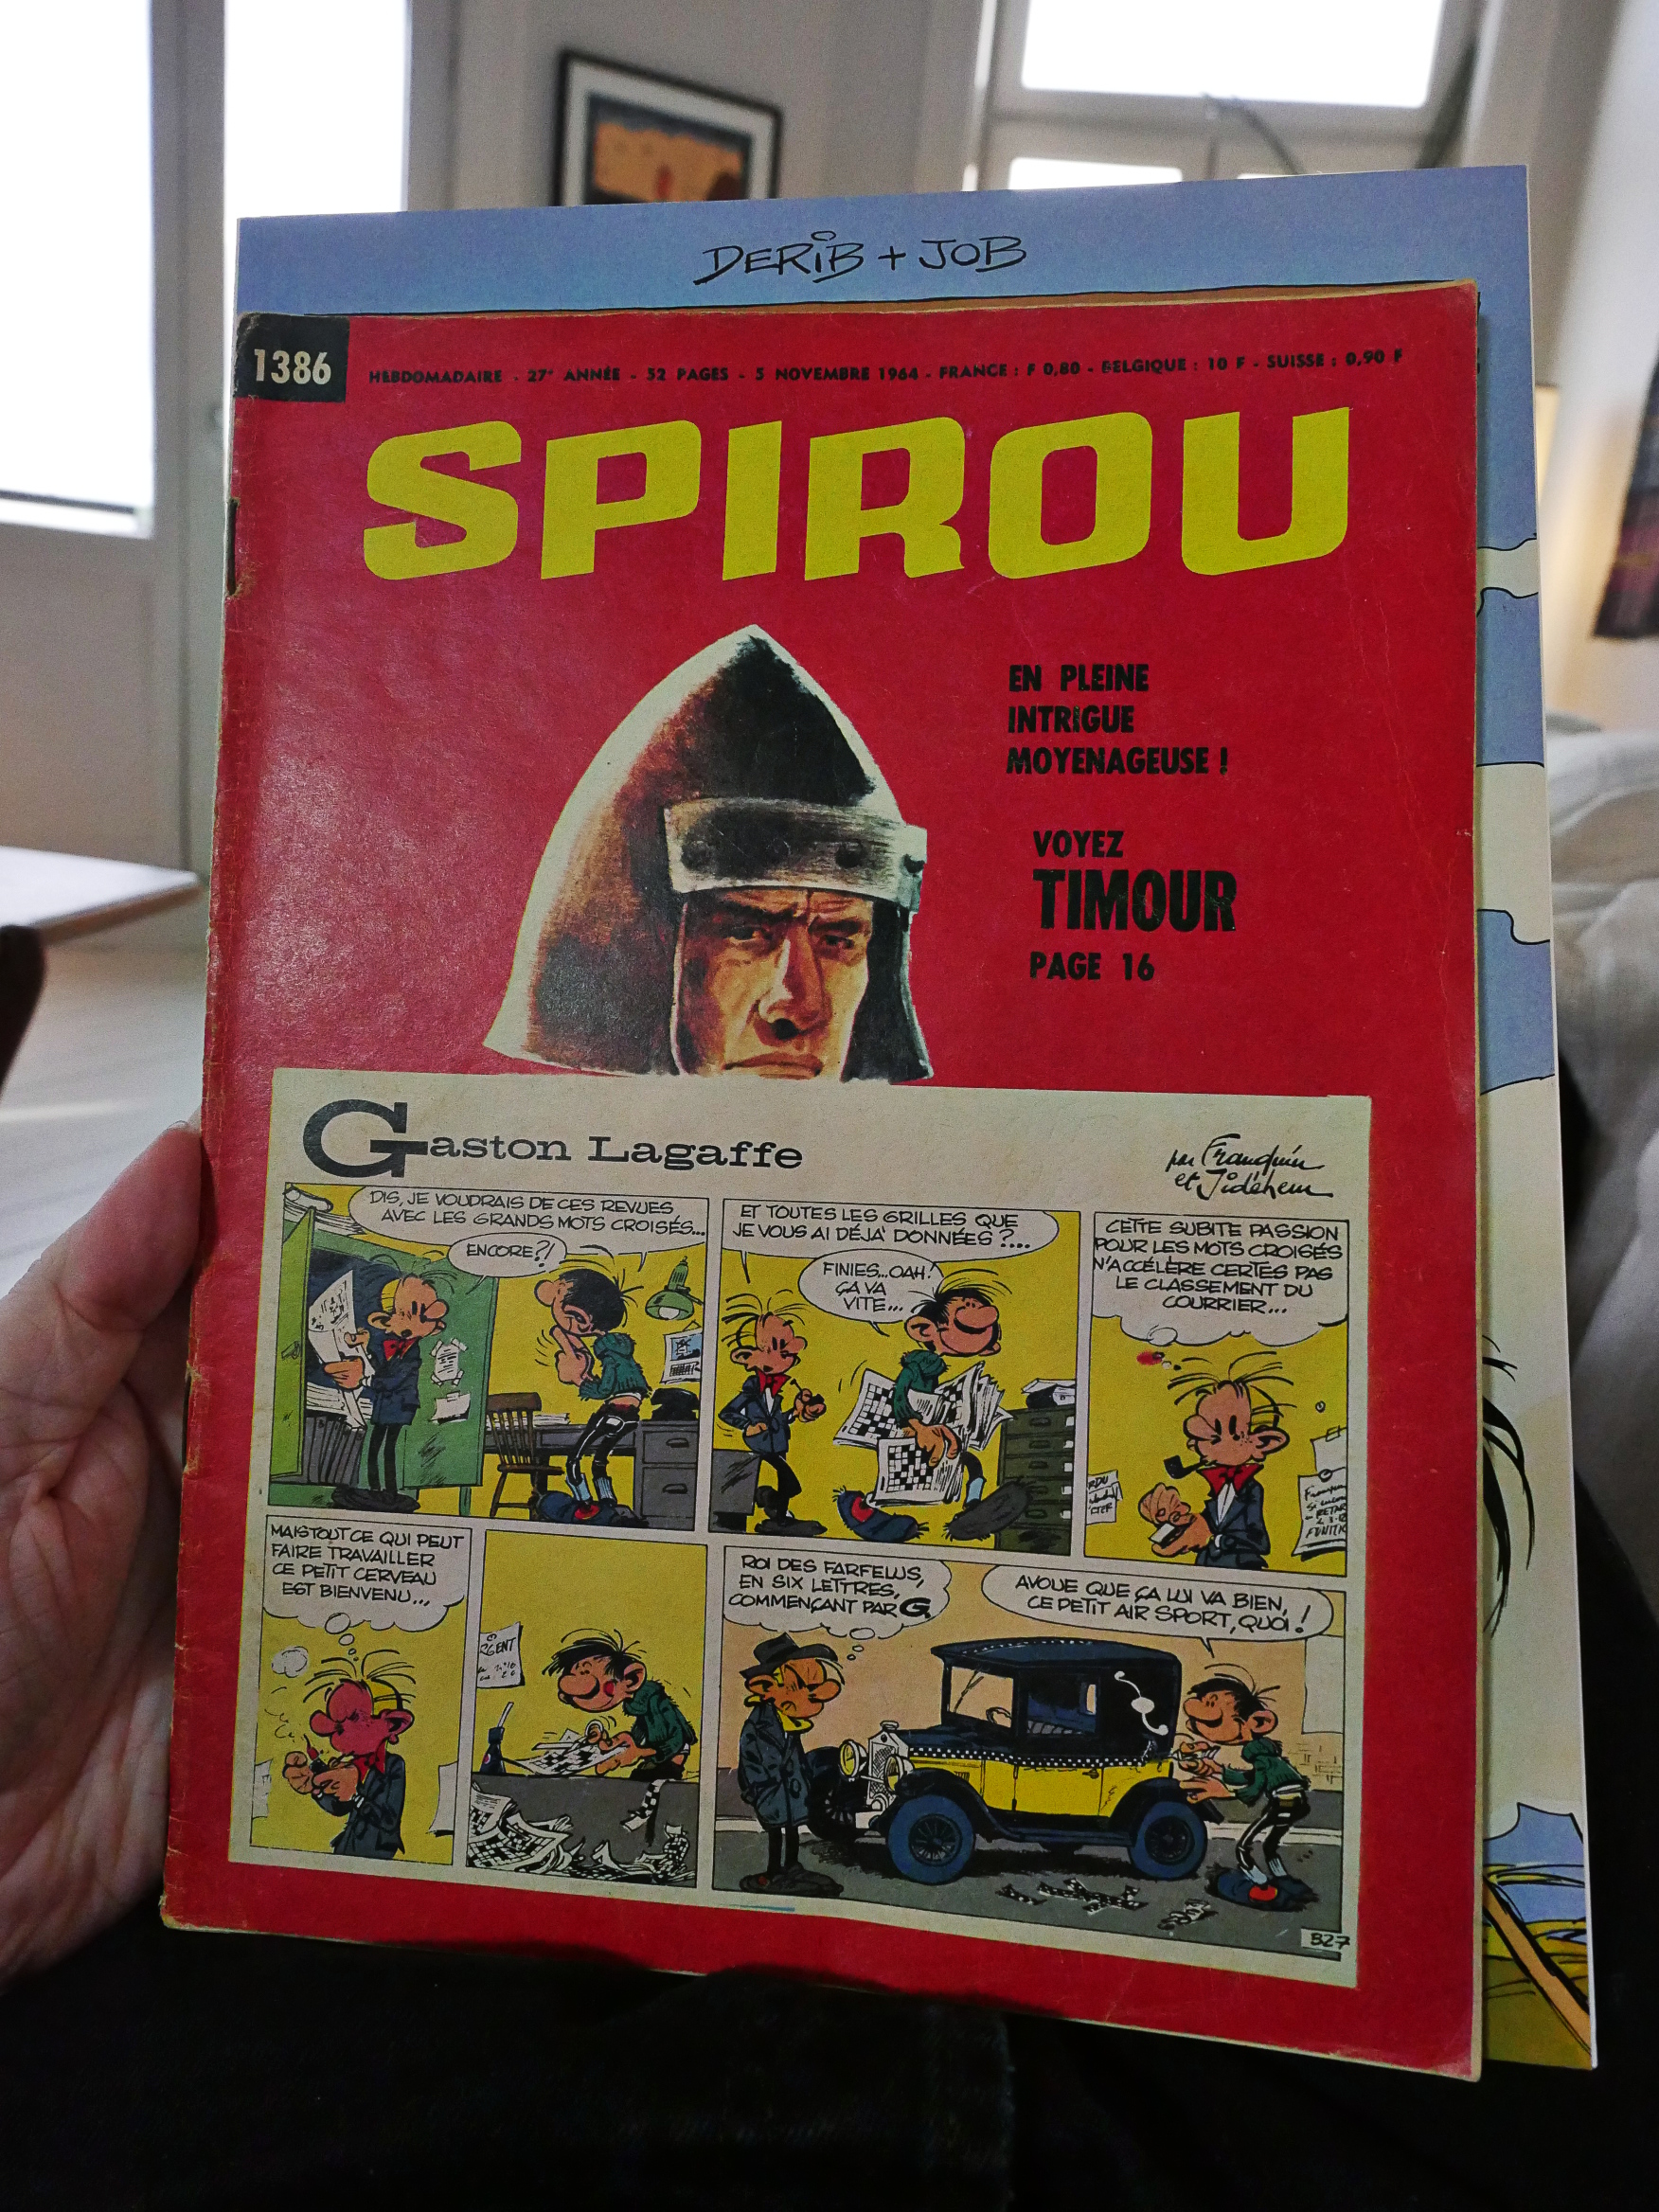 DERIB + JOB
1386
HEBDOMADAIRE - 27e ANNÉE - 52 PAGES - 5 NOVEMBRE 1964 - FRANCE : F 0,80 - BELGIQUE : 10 F - SUISSE : 0,90 F
SPIROU
EN PLEINE
INTRIGUE
MOYENAGEUSE !
VOYEZ
TIMOUR
PAGE 16
Gaston Lagaffe
par Franquin
et Jidéhem
DIS, JE VOUDRAIS DE CES REVUES
AVEC LES GRANDS MOTS CROISÉS...
ENCORE?!
ET TOUTES LES GRILLES QUE
JE VOUS AI DÉJÀ DONNÉES ?...
FINIES...OAH!
ÇA VA
VITE...
CETTE SUBITE PASSION
POUR LES MOTS CROISÉS
N'ACCÉLÈRE CERTES PAS
LE CLASSEMENT DU
COURRIER...
MAIS TOUT CE QUI PEUT
FAIRE TRAVAILLER
CE PETIT CERVEAU
EST BIENVENU...
RGENT
ROI DES FARFELUS,
EN SIX LETTRES,
COMMENÇANT PAR G.
AVOUE QUE ÇA LUI VA BIEN,
CE PETIT AIR SPORT, QUOI !
327